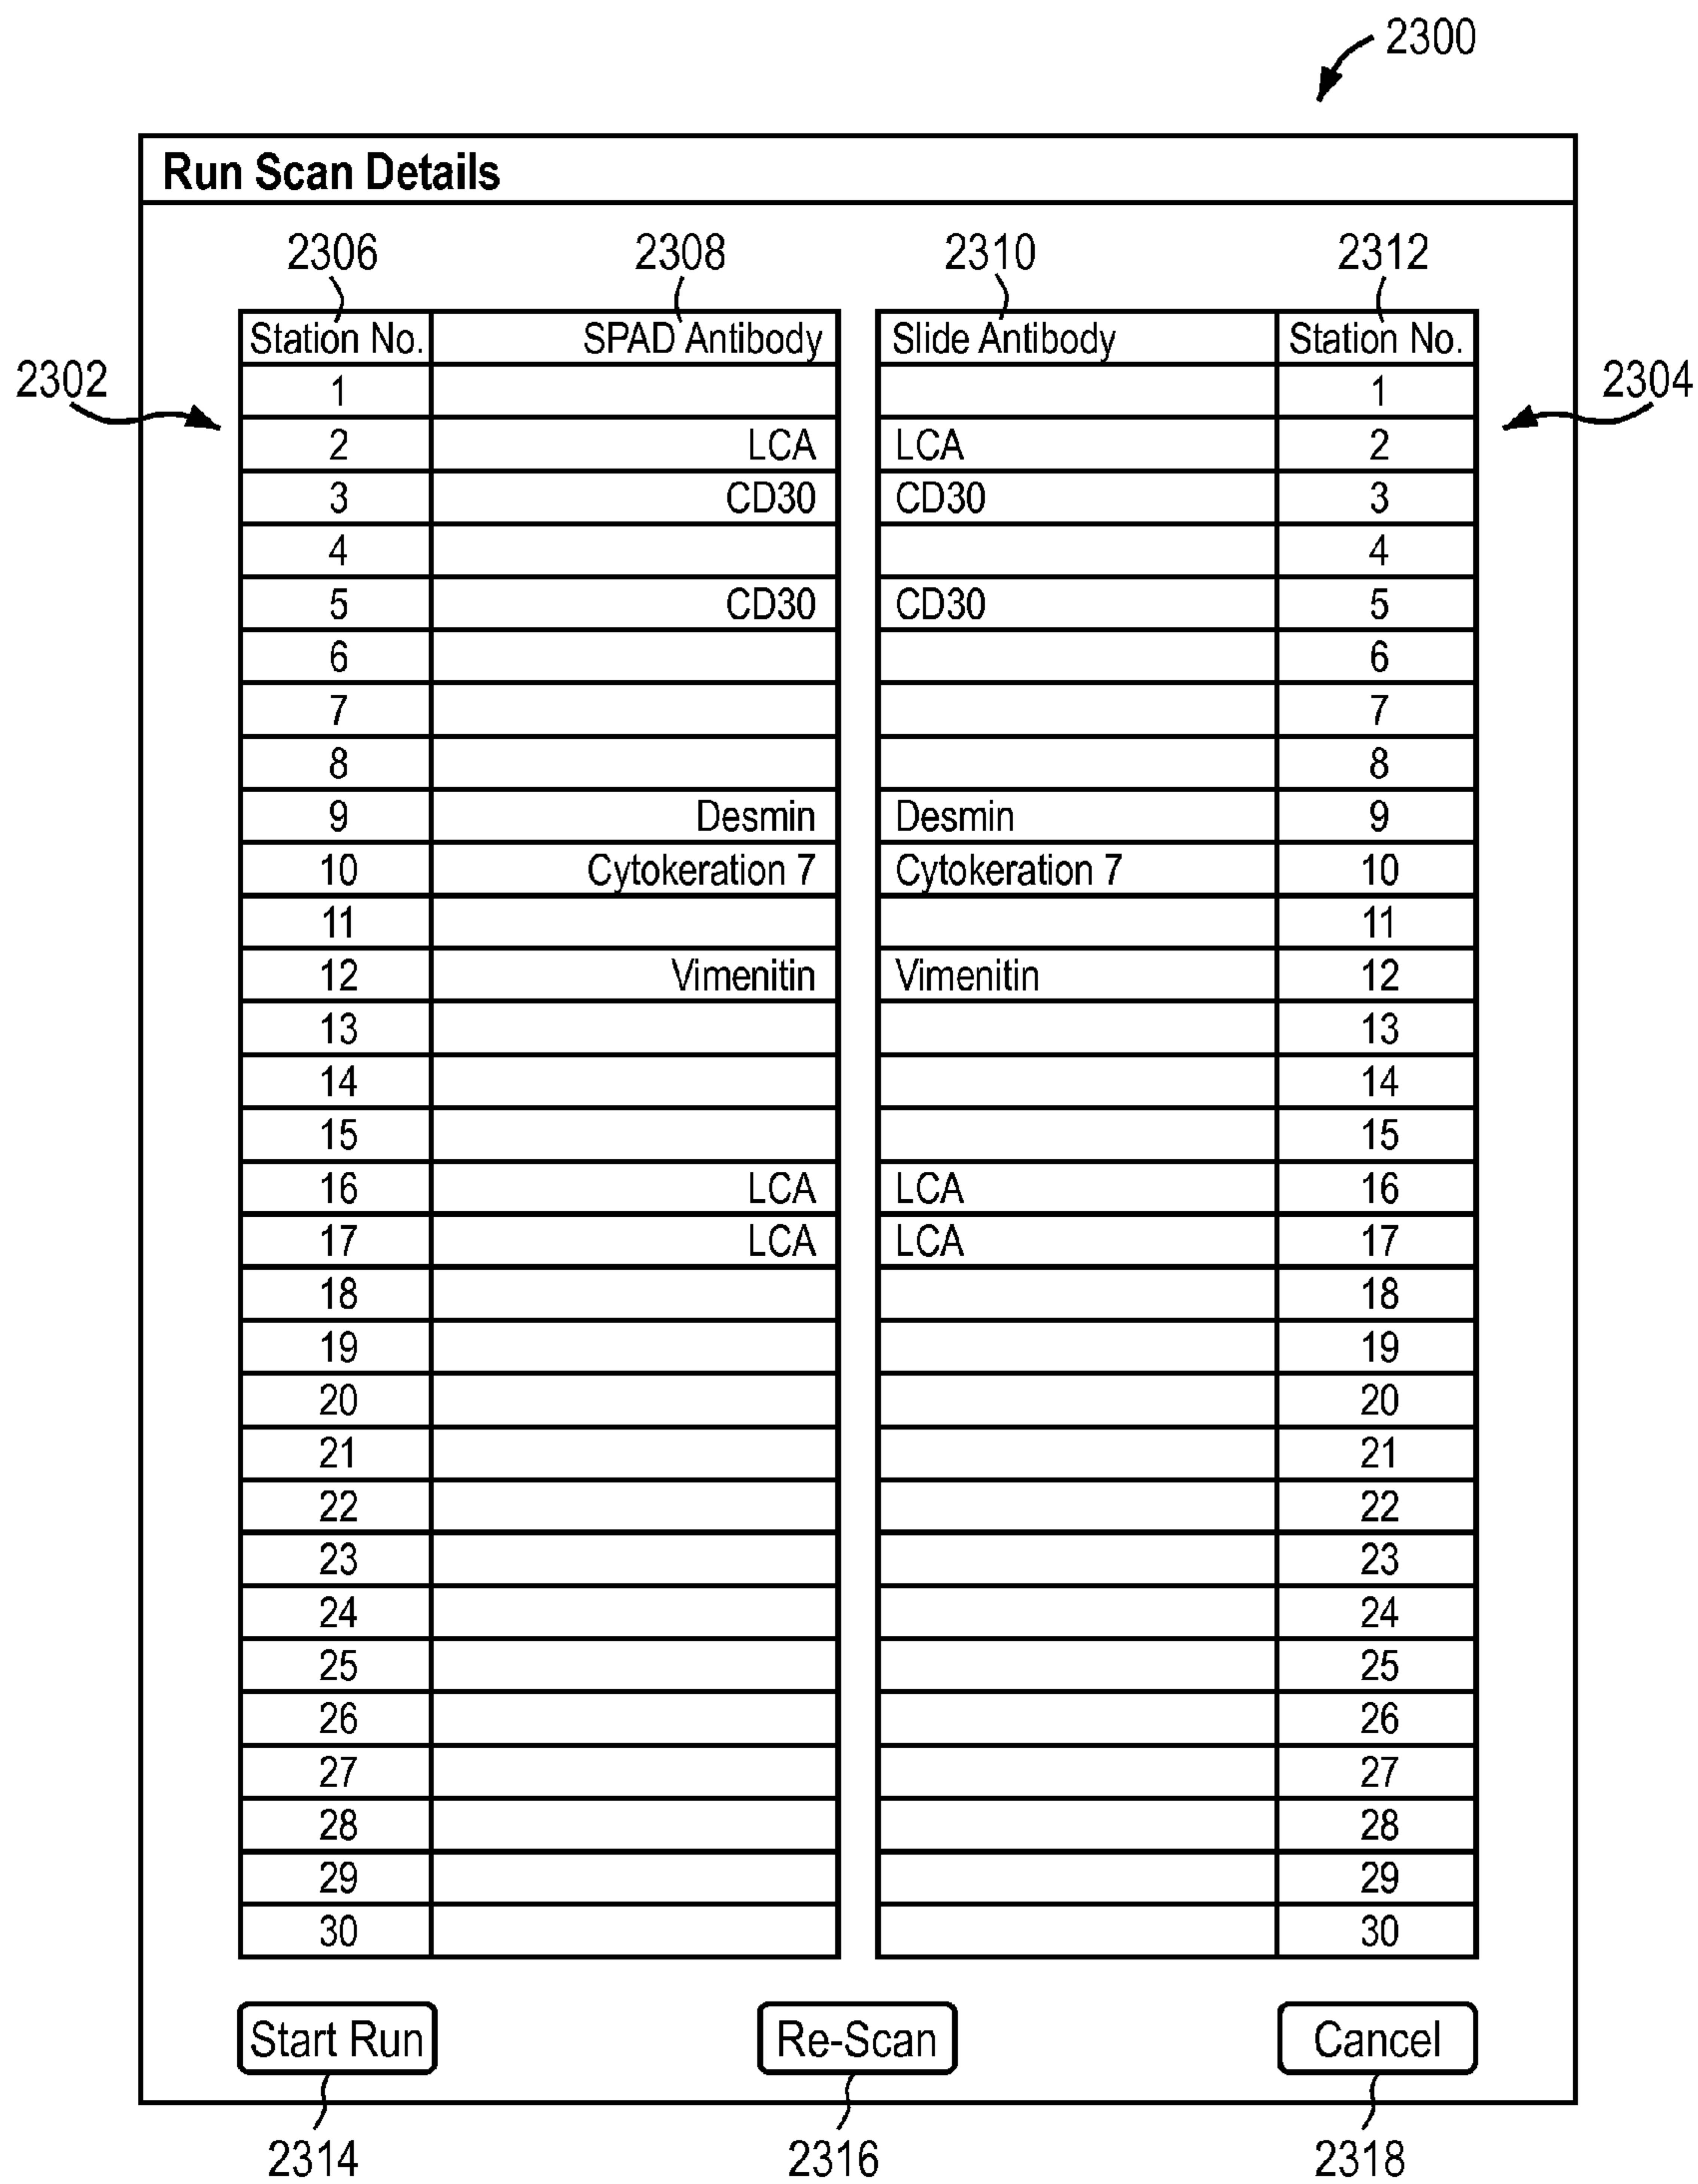 2300
Run Scan Details
2306 2308 2310 2312
Station No. SPAD Antibody Slide Antibody Station No.
2302 1 1 2304
2 LCA LCA 2
3 CD30 CD30 3
4 4
5 CD30 CD30 5
6 6
7 7
8 8
9 Desmin Desmin 9
10 Cytokeration 7 Cytokeration 7 10
11 11
12 Vimenitin Vimenitin 12
13 13
14 14
15 15
16 LCA LCA 16
17 LCA LCA 17
18 18
19 19
20 20
21 21
22 22
23 23
24 24
25 25
26 26
27 27
28 28
29 29
30 30
Start Run Re-Scan Cancel
2314 2316 2318